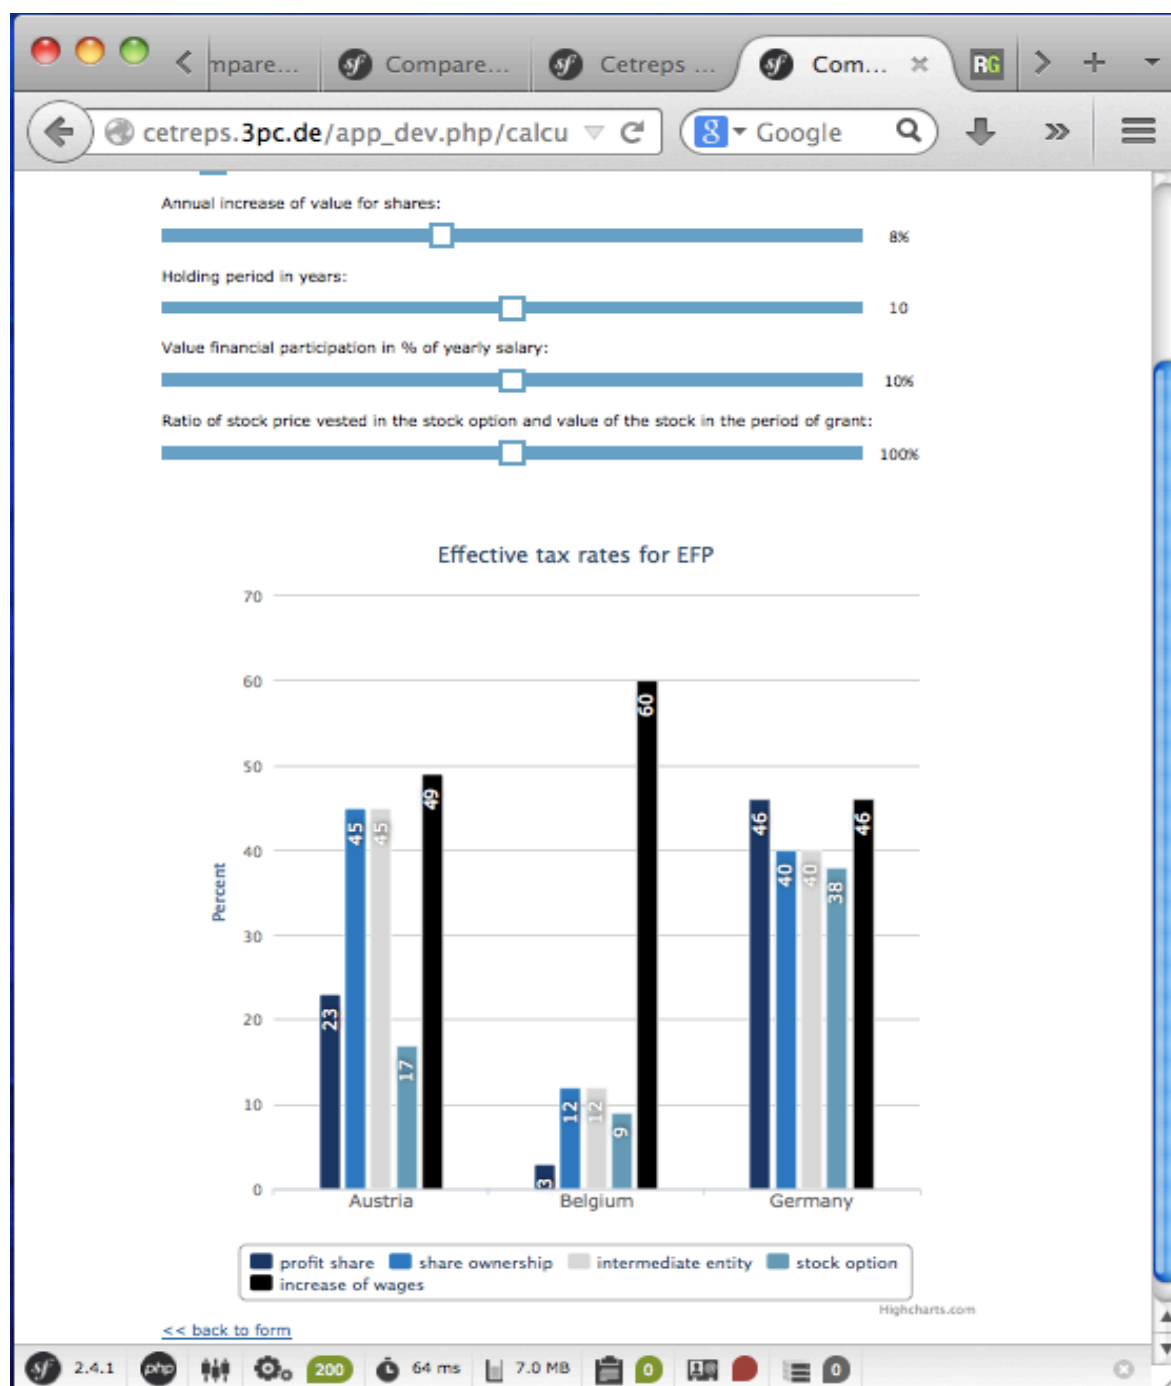 mpare... Compare... Cetreps ... Com... RG
cetreps.3pc.de/app_dev.php/calcu Google
Annual increase of value for shares:
8%
Holding period in years:
10
Value financial participation in % of yearly salary:
10%
Ratio of stock price vested in the stock option and value of the stock in the period of grant:
100%
Effective tax rates for EFP
Percent
70
60
50
40
30
20
10
0
23 45 45 17 49
3 12 12 9 60
46 40 40 38 46
Austria Belgium Germany
profit share share ownership intermediate entity stock option
increase of wages
Highcharts.com
<< back to form
sf 2.4.1 php 200 64 ms 7.0 MB 0 0